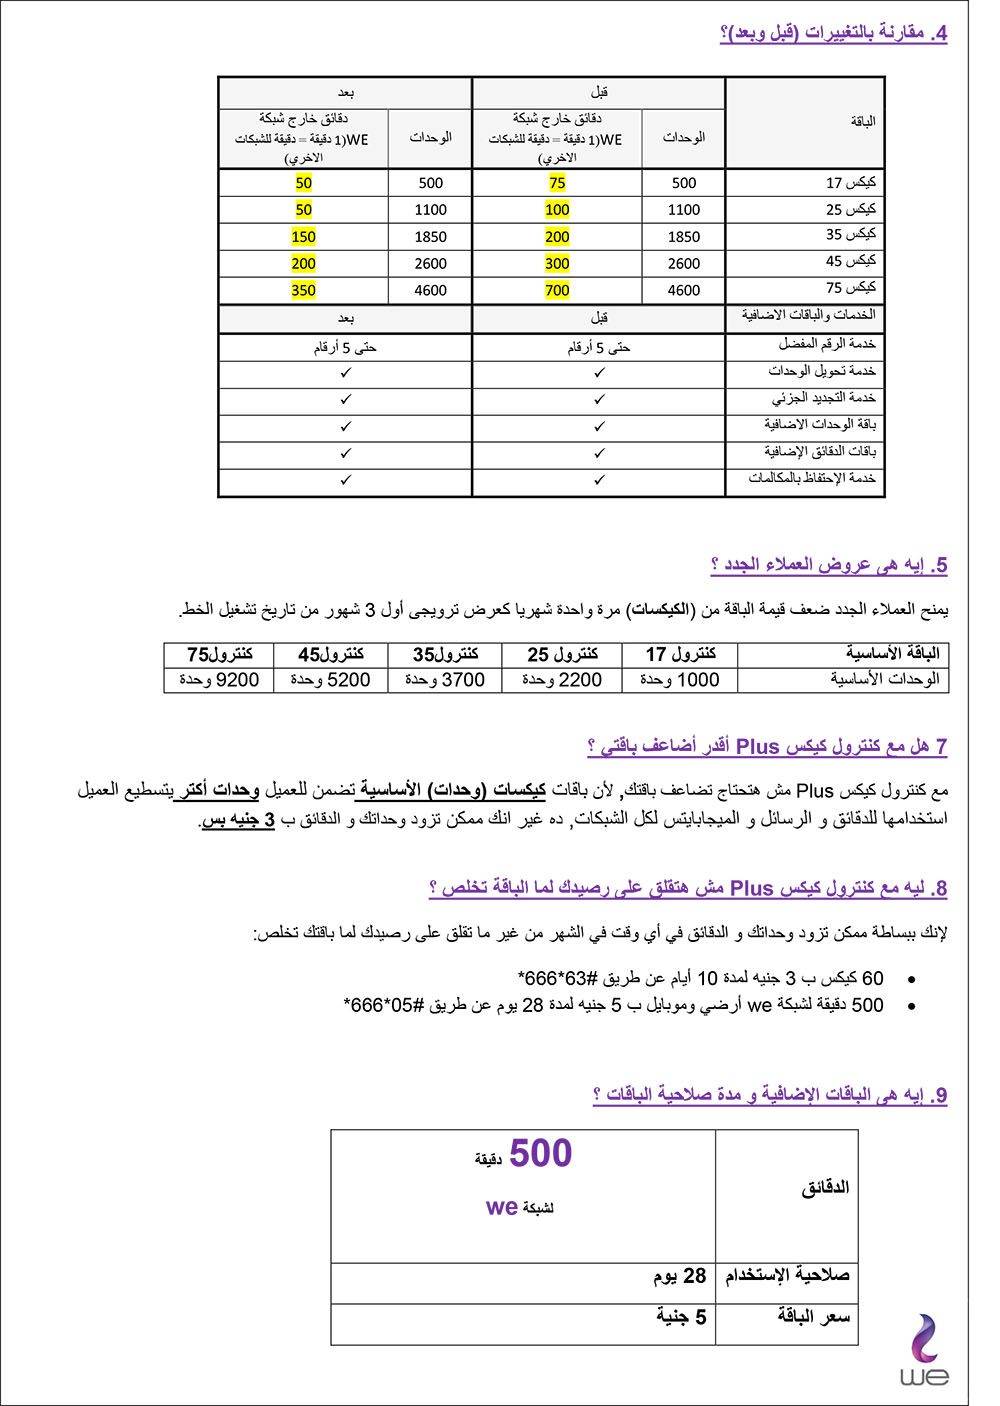 4. مقارنة بالتغييرات (قبل وبعد)؟
الباقة قبل بعد
الوحدات دقائق خارج شبكة WE(1 دقيقة = دقيقة للشبكات الاخري) الوحدات دقائق خارج شبكة WE(1 دقيقة = دقيقة للشبكات الاخري)
كيكس 17 500 75 500 50
كيكس 25 1100 100 1100 50
كيكس 35 1850 200 1850 150
كيكس 45 2600 300 2600 200
كيكس 75 4600 700 4600 350
الخدمات والباقات الاضافية قبل بعد
خدمة الرقم المفضل حتى 5 أرقام حتى 5 أرقام
خدمة تحويل الوحدات ✓ ✓
خدمة التجديد الجزئي ✓ ✓
باقة الوحدات الاضافية ✓ ✓
باقات الدقائق الإضافية ✓ ✓
خدمة الإحتفاظ بالمكالمات ✓ ✓
5. إيه هى عروض العملاء الجدد ؟
يمنح العملاء الجدد ضعف قيمة الباقة من (الكيكسات) مرة واحدة شهريا كعرض ترويجى أول 3 شهور من تاريخ تشغيل الخط.
الباقة الأساسية كنترول 17 كنترول 25 كنترول35 كنترول45 كنترول75
الوحدات الأساسية 1000 وحدة 2200 وحدة 3700 وحدة 5200 وحدة 9200 وحدة
7 هل مع كنترول كيكس Plus أقدر أضاعف باقتي ؟
مع كنترول كيكس Plus مش هتحتاج تضاعف باقتك, لأن باقات كيكسات (وحدات) الأساسية تضمن للعميل وحدات أكتر يتسطيع العميل
استخدامها للدقائق و الرسائل و الميجابايتس لكل الشبكات, ده غير انك ممكن تزود وحداتك و الدقائق ب 3 جنيه بس.
8. ليه مع كنترول كيكس Plus مش هتقلق على رصيدك لما الباقة تخلص ؟
لإنك ببساطة ممكن تزود وحداتك و الدقائق في أي وقت في الشهر من غير ما تقلق على رصيدك لما باقتك تخلص:
• 60 كيكس ب 3 جنيه لمدة 10 أيام عن طريق #63*666*
• 500 دقيقة لشبكة we أرضي وموبايل ب 5 جنيه لمدة 28 يوم عن طريق #05*666*
9. إيه هى الباقات الإضافية و مدة صلاحية الباقات ؟
الدقائق 500 دقيقة
لشبكة we
صلاحية الإستخدام 28 يوم
سعر الباقة 5 جنية
we